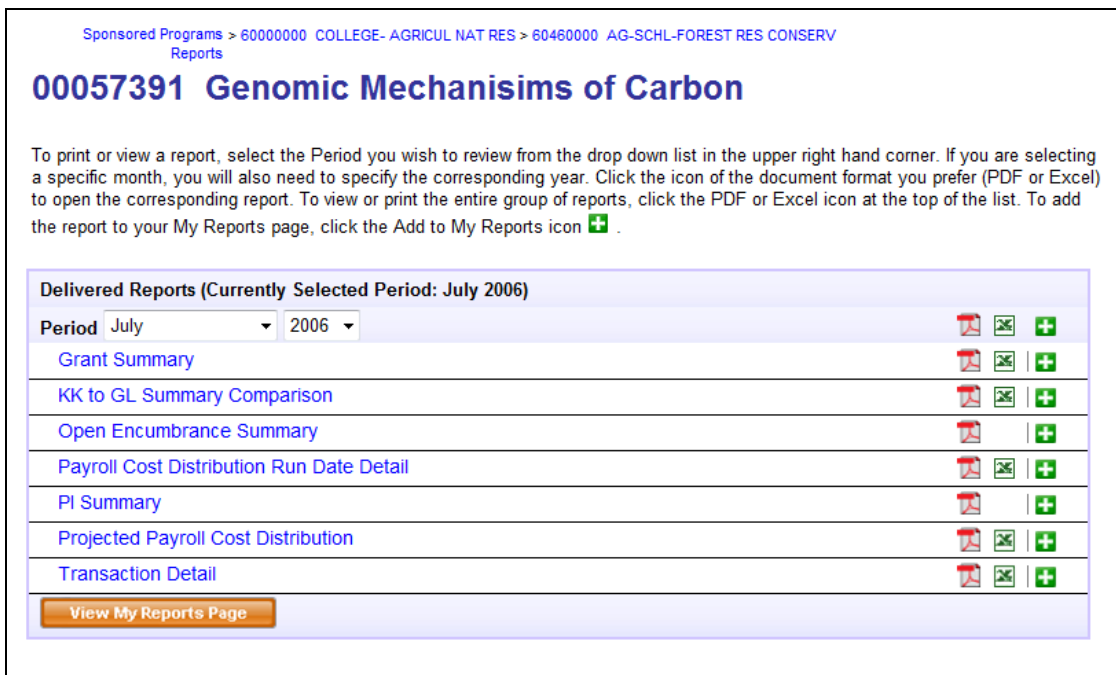 Sponsored Programs > 60000000 COLLEGE- AGRICUL NAT RES > 60460000 AG-SCHL-FOREST RES CONSERV
Reports
00057391 Genomic Mechanisims of Carbon
To print or view a report, select the Period you wish to review from the drop down list in the upper right hand corner. If you are selecting
a specific month, you will also need to specify the corresponding year. Click the icon of the document format you prefer (PDF or Excel)
to open the corresponding report. To view or print the entire group of reports, click the PDF or Excel icon at the top of the list. To add
the report to your My Reports page, click the Add to My Reports icon .
Delivered Reports (Currently Selected Period: July 2006)
Period July 2006
Grant Summary
KK to GL Summary Comparison
Open Encumbrance Summary
Payroll Cost Distribution Run Date Detail
PI Summary
Projected Payroll Cost Distribution
Transaction Detail
View My Reports Page